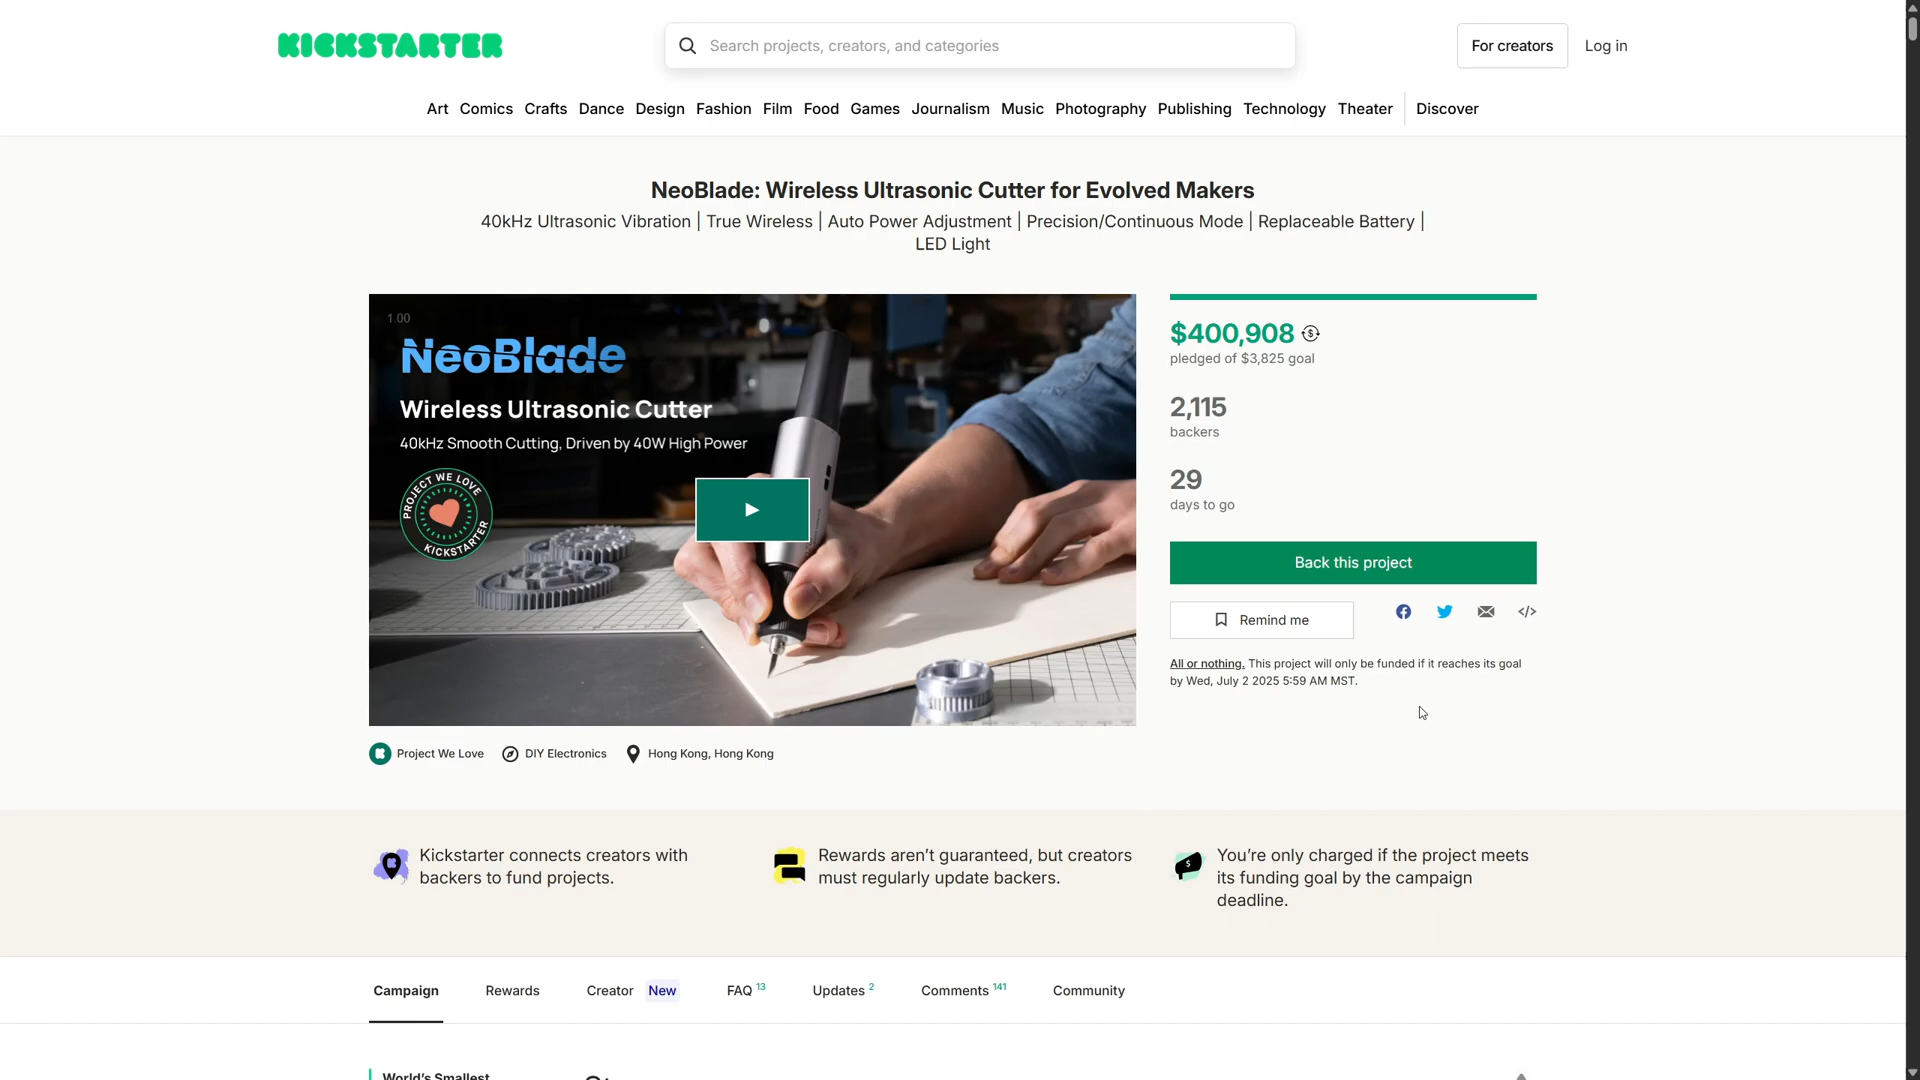 KICKSTARTER
Search projects, creators, and categories
For creators
Log in
Art Comics Crafts Dance Design Fashion Film Food Games Journalism Music Photography Publishing Technology Theater Discover
NeoBlade: Wireless Ultrasonic Cutter for Evolved Makers
40kHz Ultrasonic Vibration | True Wireless | Auto Power Adjustment | Precision/Continuous Mode | Replaceable Battery |
LED Light
1.00
NeoBlade
Wireless Ultrasonic Cutter
40kHz Smooth Cutting, Driven by 40W High Power
PROJECT WE LOVE
KICKSTARTER
$400,908
pledged of $3,825 goal
2,115
backers
29
days to go
Back this project
Remind me
All or nothing. This project will only be funded if it reaches its goal
by Wed, July 2 2025 5:59 AM MST.
Project We Love
DIY Electronics
Hong Kong, Hong Kong
Kickstarter connects creators with
backers to fund projects.
Rewards aren't guaranteed, but creators
must regularly update backers.
You're only charged if the project meets
its funding goal by the campaign
deadline.
Campaign
Rewards
Creator New
FAQ 13
Updates 2
Comments 141
Community
World's Smallest